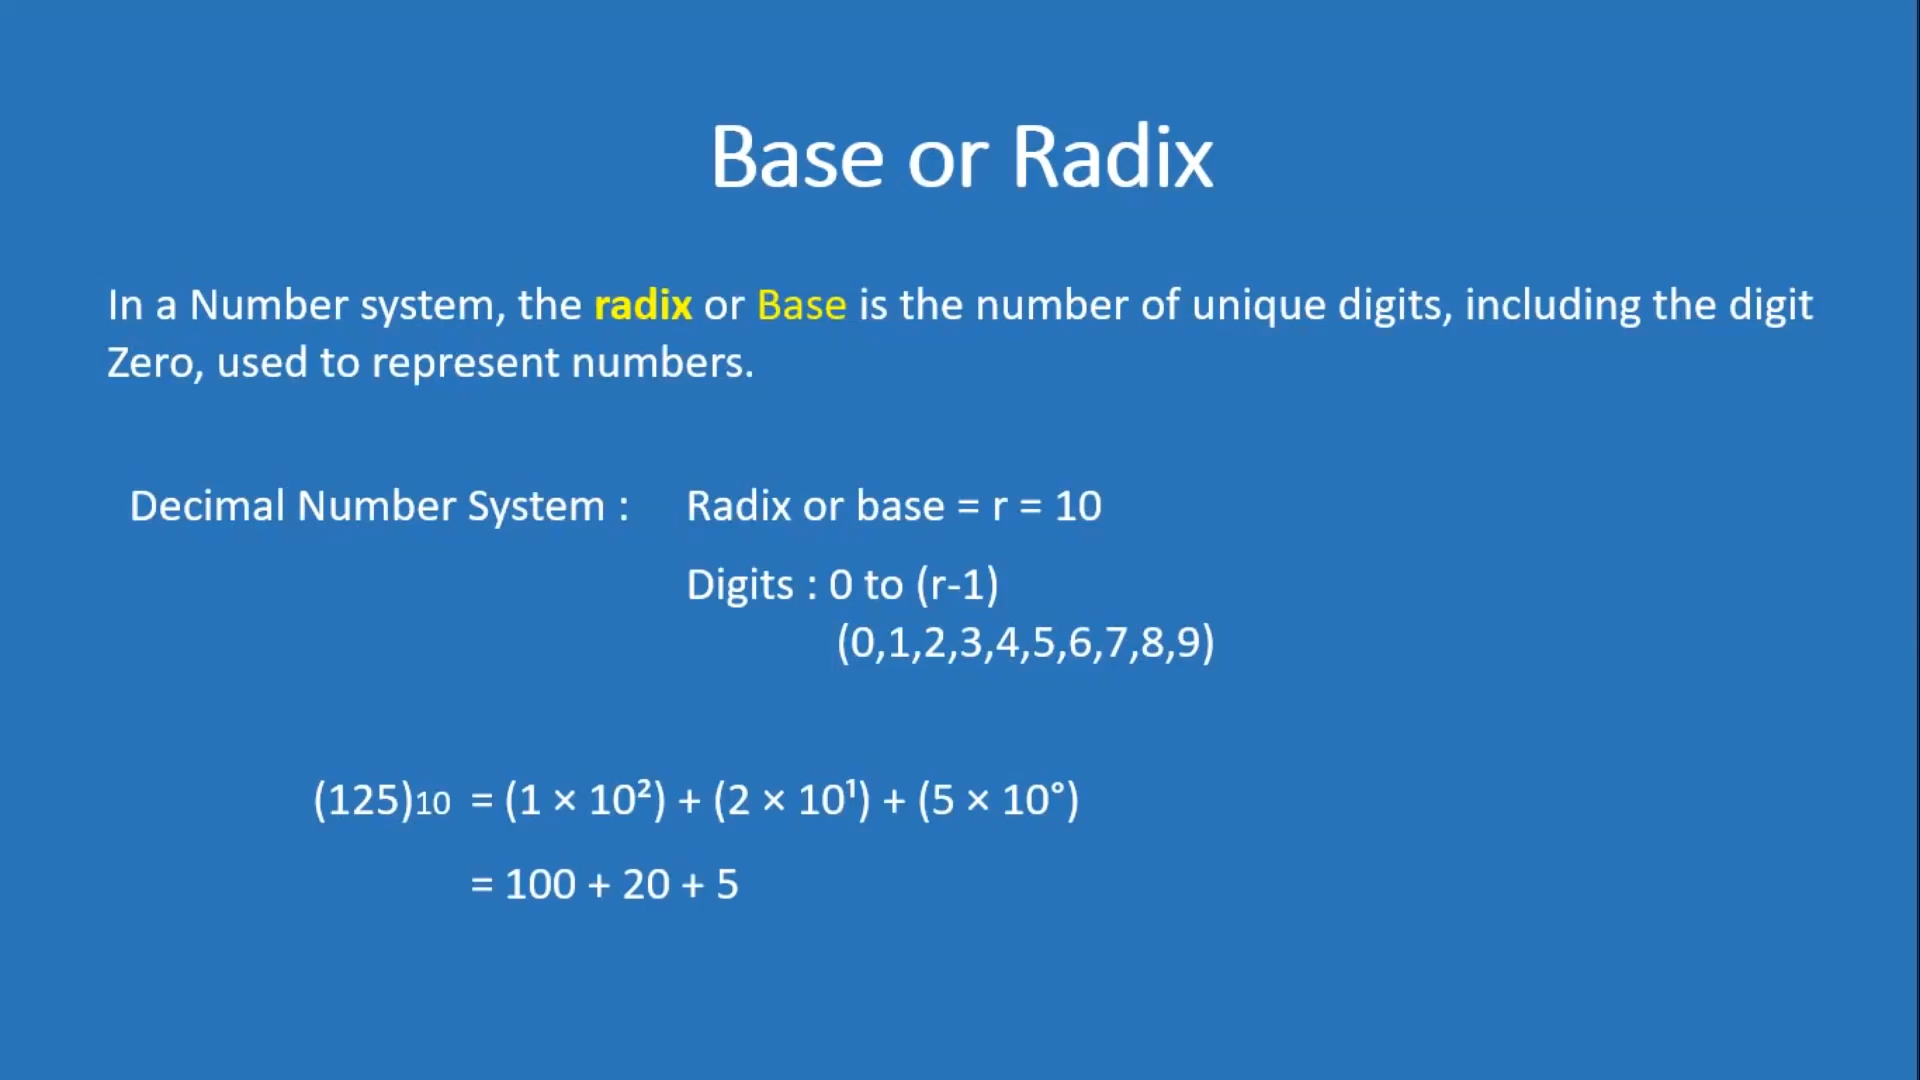 Base or Radix
In a Number system, the radix or Base is the number of unique digits, including the digit
Zero, used to represent numbers.
Decimal Number System : Radix or base = r = 10
Digits : 0 to (r-1)
(0,1,2,3,4,5,6,7,8,9)
(125)10 = (1 × 10²) + (2 × 10¹) + (5 × 10°)
= 100 + 20 + 5